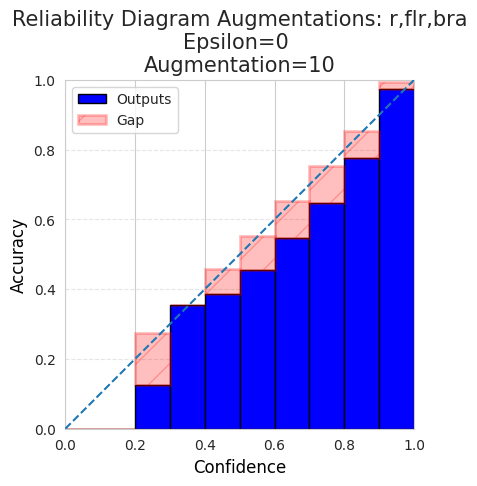 Reliability Diagram Augmentations: r,flr,bra
Epsilon=0
Augmentation=10
Outputs
Gap
Accuracy
1.0
0.8
0.6
0.4
0.2
0.0
0.0 0.2 0.4 0.6 0.8 1.0
Confidence